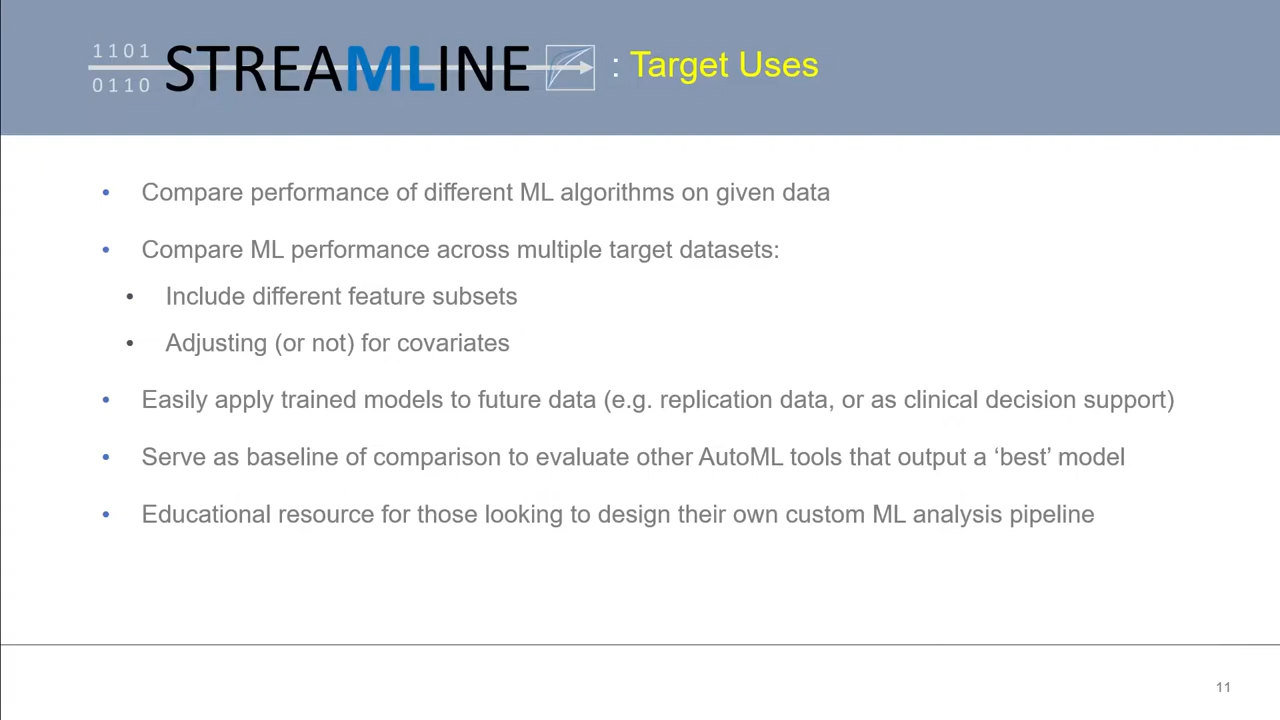 1101
0110
STREAMLINE : Target Uses
• Compare performance of different ML algorithms on given data
• Compare ML performance across multiple target datasets:
• Include different feature subsets
• Adjusting (or not) for covariates
• Easily apply trained models to future data (e.g. replication data, or as clinical decision support)
• Serve as baseline of comparison to evaluate other AutoML tools that output a ‘best’ model
• Educational resource for those looking to design their own custom ML analysis pipeline
11